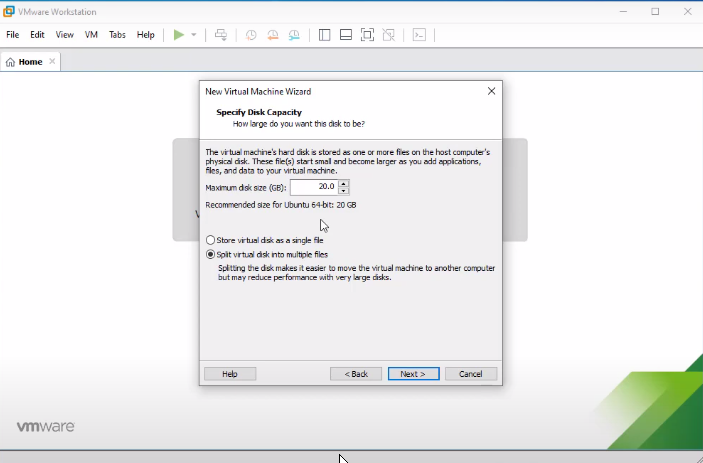 VMware Workstation
File Edit View VM Tabs Help
Home
New Virtual Machine Wizard
Specify Disk Capacity
How large do you want this disk to be?
The virtual machine's hard disk is stored as one or more files on the host computer's
physical disk. These file(s) start small and become larger as you add applications,
files, and data to your virtual machine.
Maximum disk size (GB): 20.0
Recommended size for Ubuntu 64-bit: 20 GB
Store virtual disk as a single file
Split virtual disk into multiple files
Splitting the disk makes it easier to move the virtual machine to another computer
but may reduce performance with very large disks.
Help < Back Next > Cancel
vmware